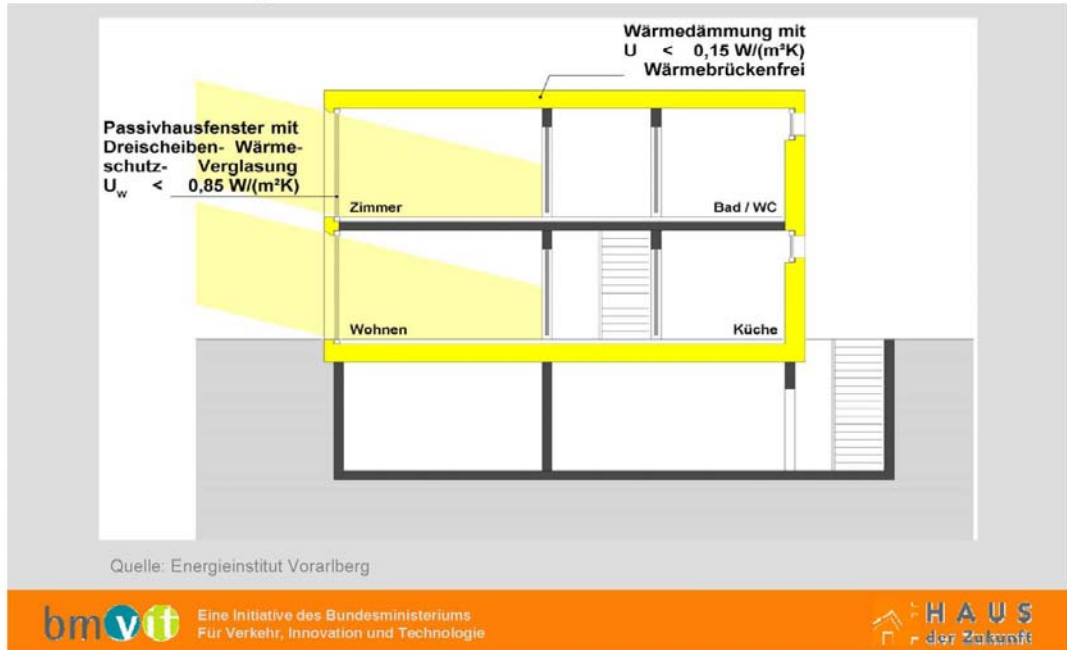 Wärmedämmung mit
U < 0,15 W/(m²K)
Wärmebrückenfrei
Passivhausfenster mit
Dreischeiben- Wärme-
schutz- Verglasung
Uw < 0,85 W/(m²K)
Zimmer
Bad / WC
Wohnen
Küche
Quelle: Energieinstitut Vorarlberg
bmvit
Eine Initiative des Bundesministeriums
Für Verkehr, Innovation und Technologie
HAUS
der Zukunft